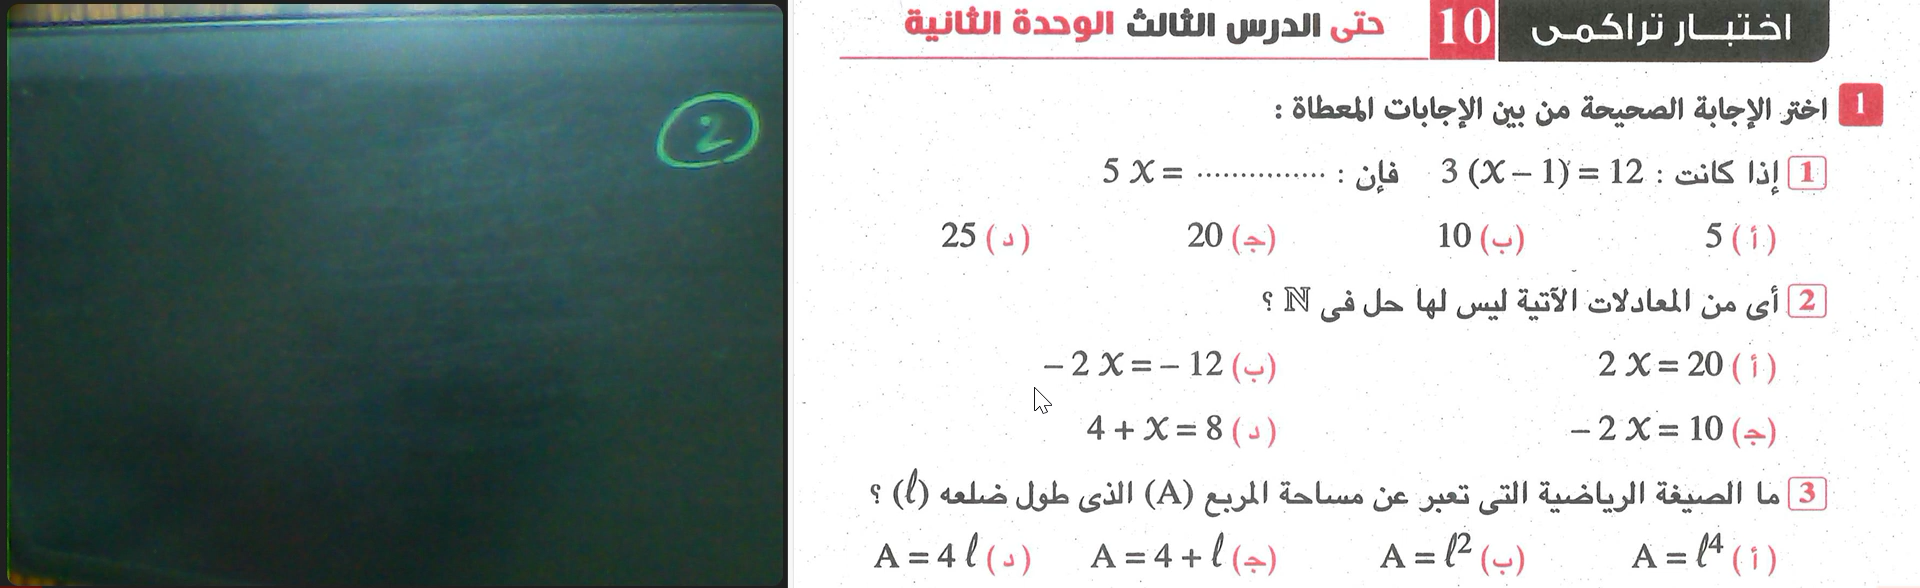 اختبار تراكمى 10 حتى الدرس الثالث الوحدة الثانية
1 اختر الإجابة الصحيحة من بين الإجابات المعطاة :
1 إذا كانت : 3 (x – 1) = 12 فإن : 5 x = ...............
(أ) 5 (ب) 10 (ج) 20 (د) 25
2 أى من المعادلات الآتية ليس لها حل فى ℕ ؟
(أ) 2 x = 20 (ب) – 2 x = – 12
(ج) – 2 x = 10 (د) 4 + x = 8
3 ما الصيغة الرياضية التى تعبر عن مساحة المربع (A) الذى طول ضلعه (ℓ) ؟
(أ) A = ℓ⁴ (ب) A = ℓ² (ج) A = 4 + ℓ (د) A = 4 ℓ
2